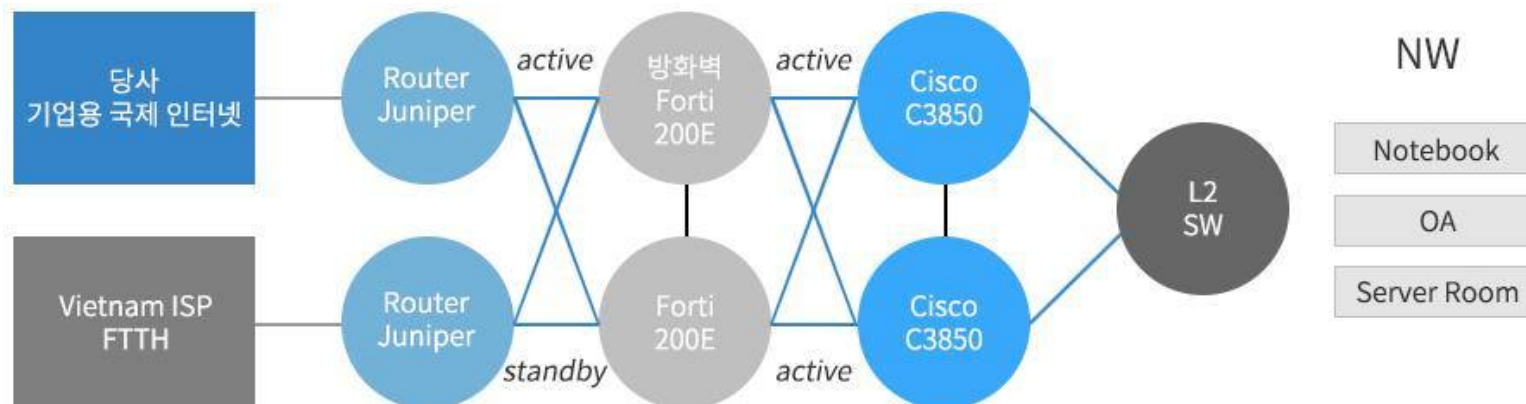 당사
기업용 국제 인터넷
Router
Juniper
active
방화벽
Forti
200E
active
Cisco
C3850
NW
Notebook
L2
SW
OA
Server Room
Vietnam ISP
FTTH
Router
Juniper
standby
Forti
200E
active
Cisco
C3850